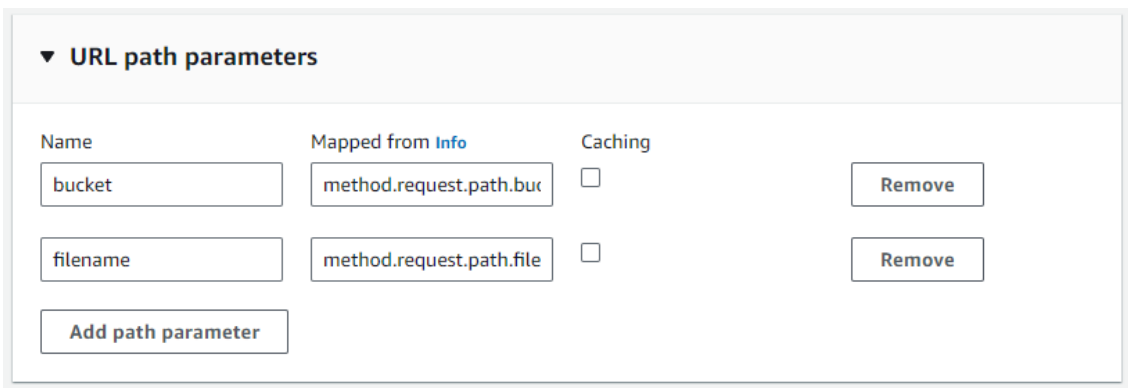 ▼ URL path parameters
Name Mapped from Info Caching
bucket method.request.path.buc Remove
filename method.request.path.file Remove
Add path parameter